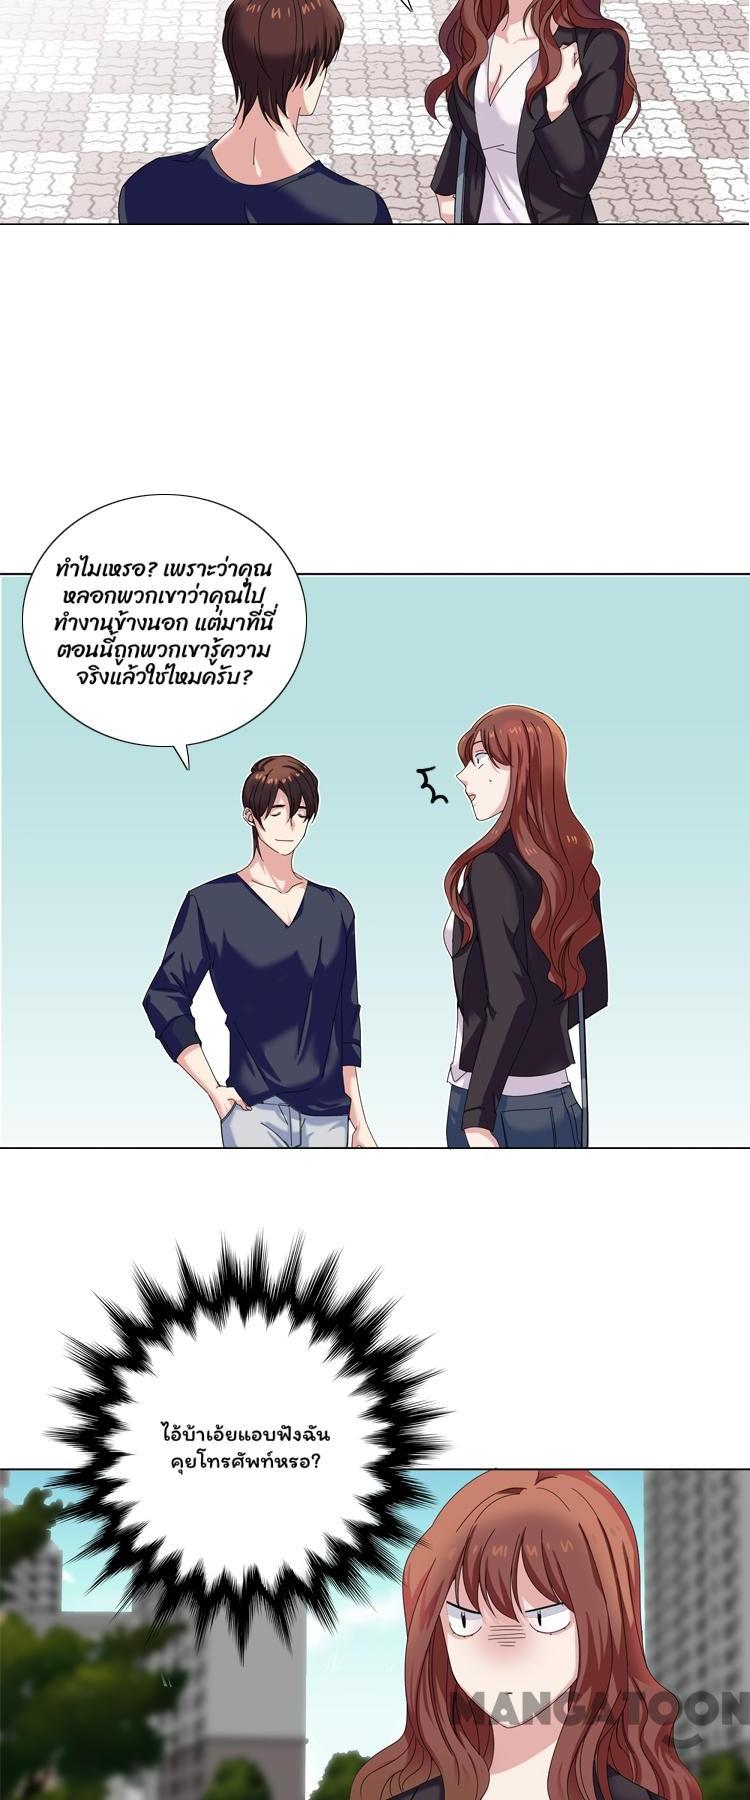 ทำไมเหรอ? เพราะว่าคุณ
หลอกพวกเขาว่าคุณไป
ทำงานข้างนอก แต่มาที่นี่
ตอนนี้ถูกพวกเขารู้ความ
จริงแล้วใช่ไหมครับ?
ไอ้บ้าเอ้ยแอบฟังฉัน
คุยโทรศัพท์หรอ?
MANGATOON